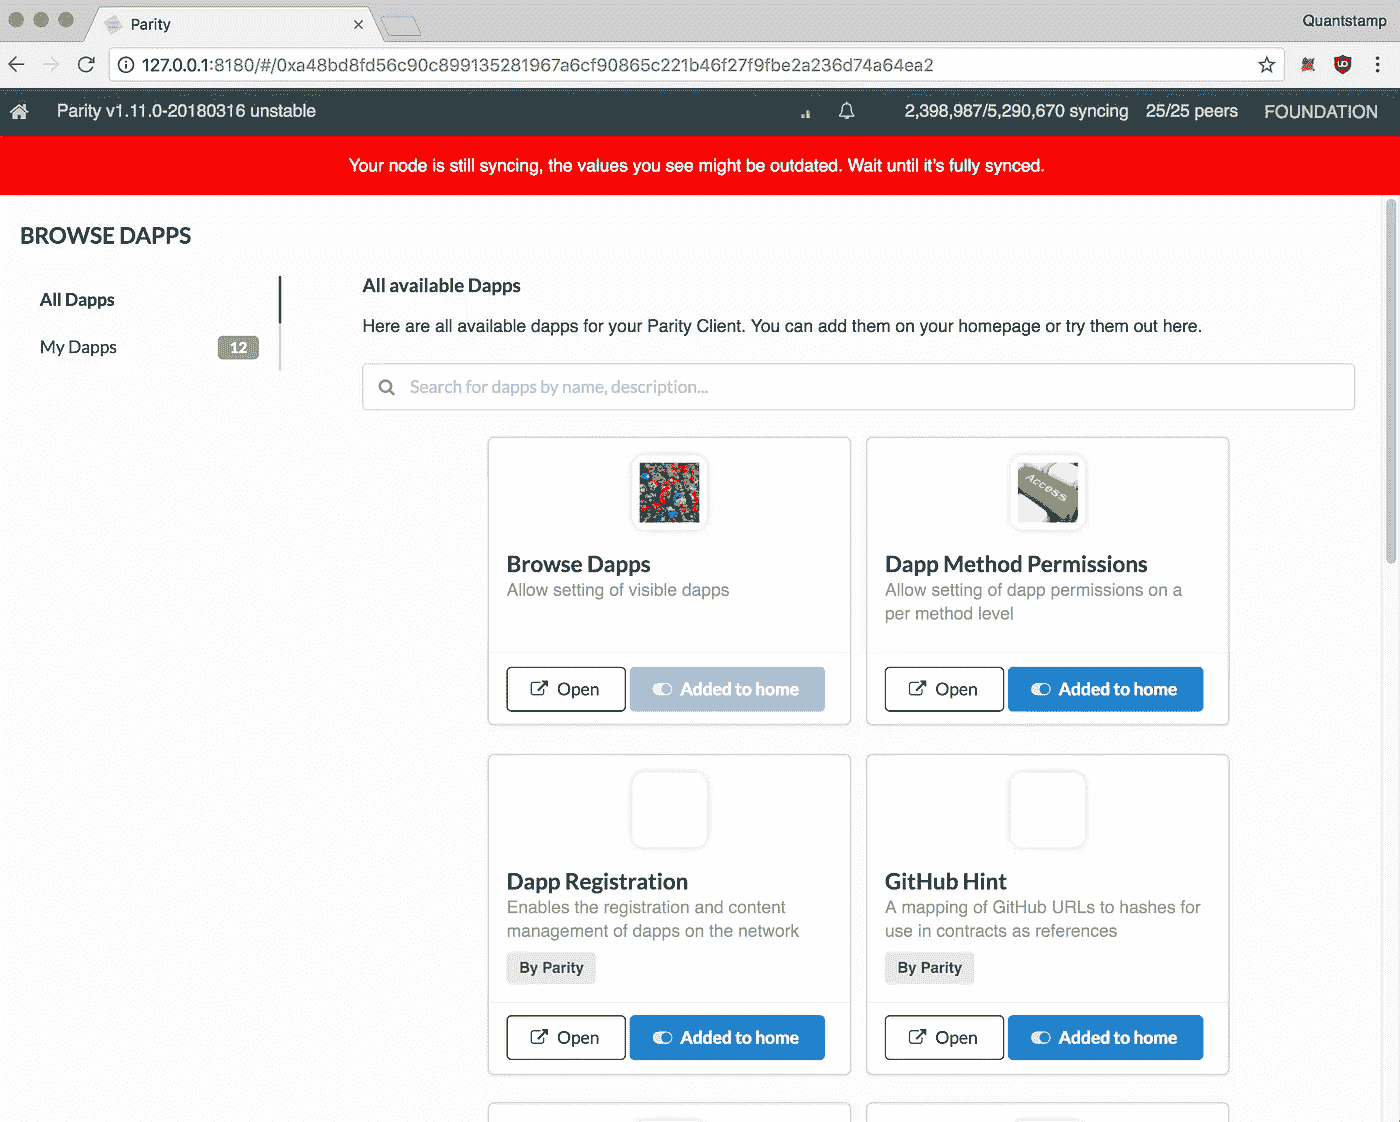 Parity
Quantstamp
127.0.0.1:8180/#/0xa48bd8fd56c90c899135281967a6cf90865c221b46f27f9fbe2a236d74a64ea2
Parity v1.11.0-20180316 unstable
2,398,987/5,290,670 syncing
25/25 peers
FOUNDATION
Your node is still syncing, the values you see might be outdated. Wait until it's fully synced.
BROWSE DAPPS
All Dapps
My Dapps
12
All available Dapps
Here are all available dapps for your Parity Client. You can add them on your homepage or try them out here.
Search for dapps by name, description...
Browse Dapps
Allow setting of visible dapps
Open
Added to home
Access
Dapp Method Permissions
Allow setting of dapp permissions on a
per method level
Open
Added to home
Dapp Registration
Enables the registration and content
management of dapps on the network
By Parity
Open
Added to home
GitHub Hint
A mapping of GitHub URLs to hashes for
use in contracts as references
By Parity
Open
Added to home